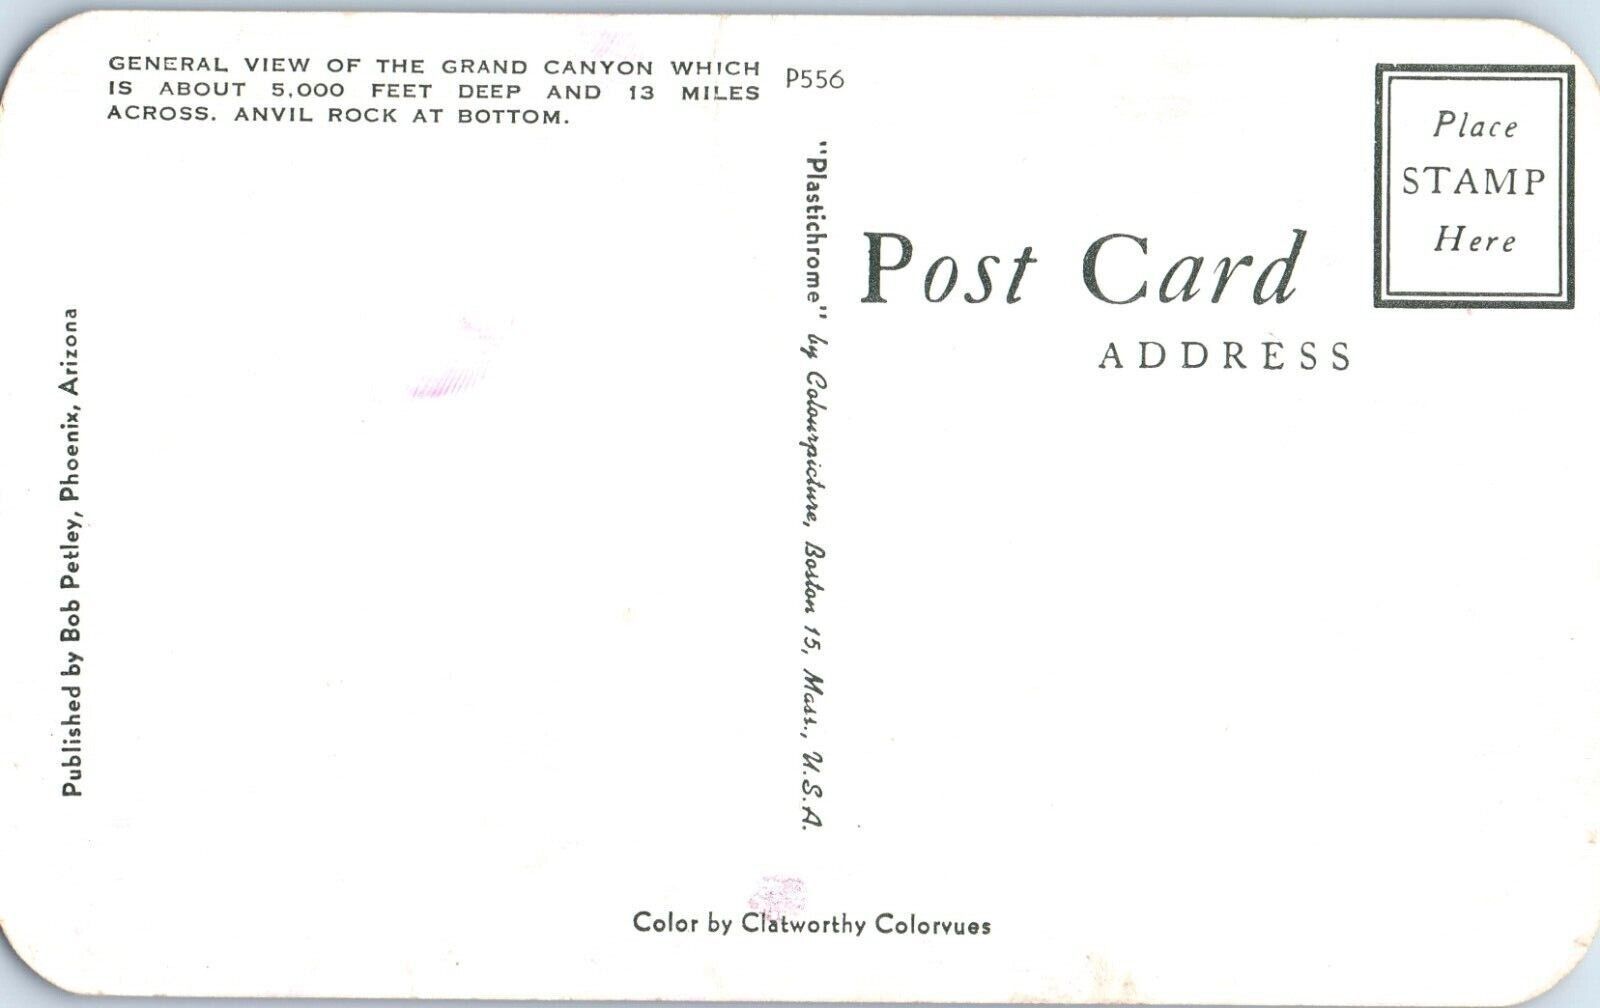 GENERAL VIEW OF THE GRAND CANYON WHICH
IS ABOUT 5,000 FEET DEEP AND 13 MILES
ACROSS. ANVIL ROCK AT BOTTOM.
P556
Place
STAMP
Here
Post Card
ADDRESS
"Plastichrome" by Colourpicture, Boston 15, Mass., U.S.A.
Published by Bob Petley, Phoenix, Arizona
Color by Clatworthy Colorvues